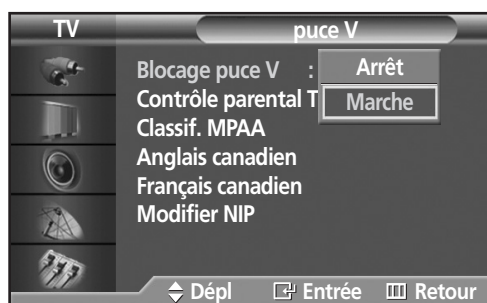 TV puce V
Blocage puce V : Arrêt
Contrôle parental T Marche
Classif. MPAA
Anglais canadien
Français canadien
Modifier NIP
Dépl Entrée Retour